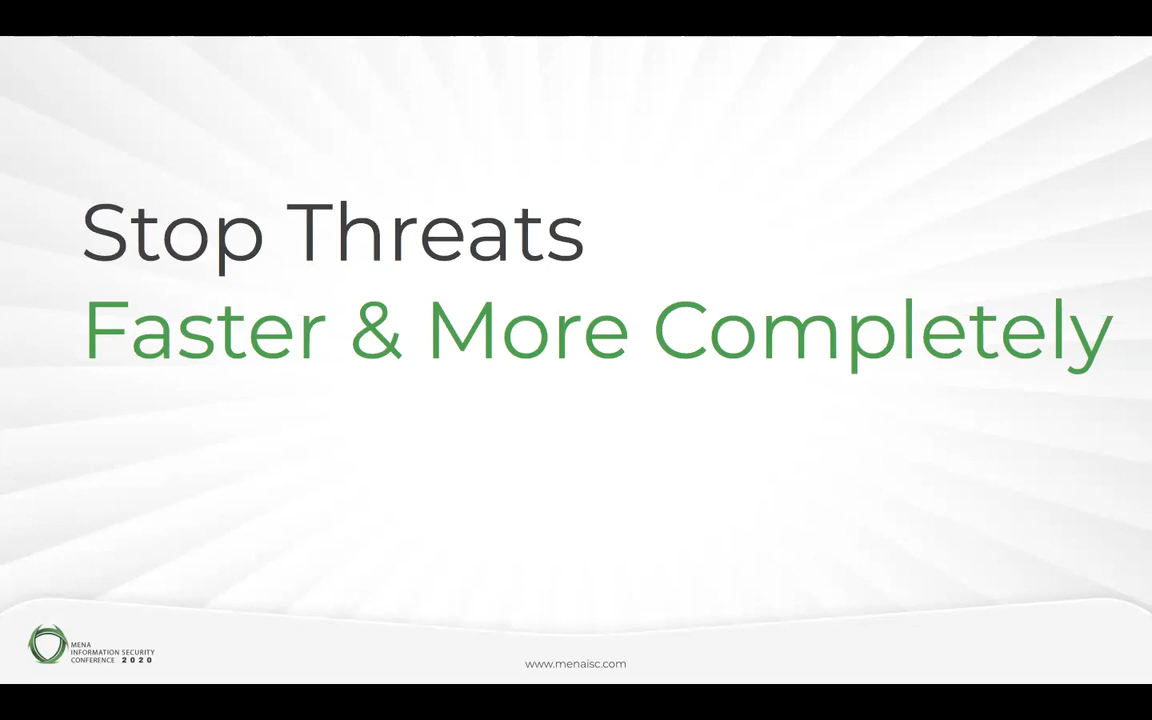 Stop Threats
Faster & More Completely
MENA
INFORMATION SECURITY
CONFERENCE 2020
www.menaisc.com